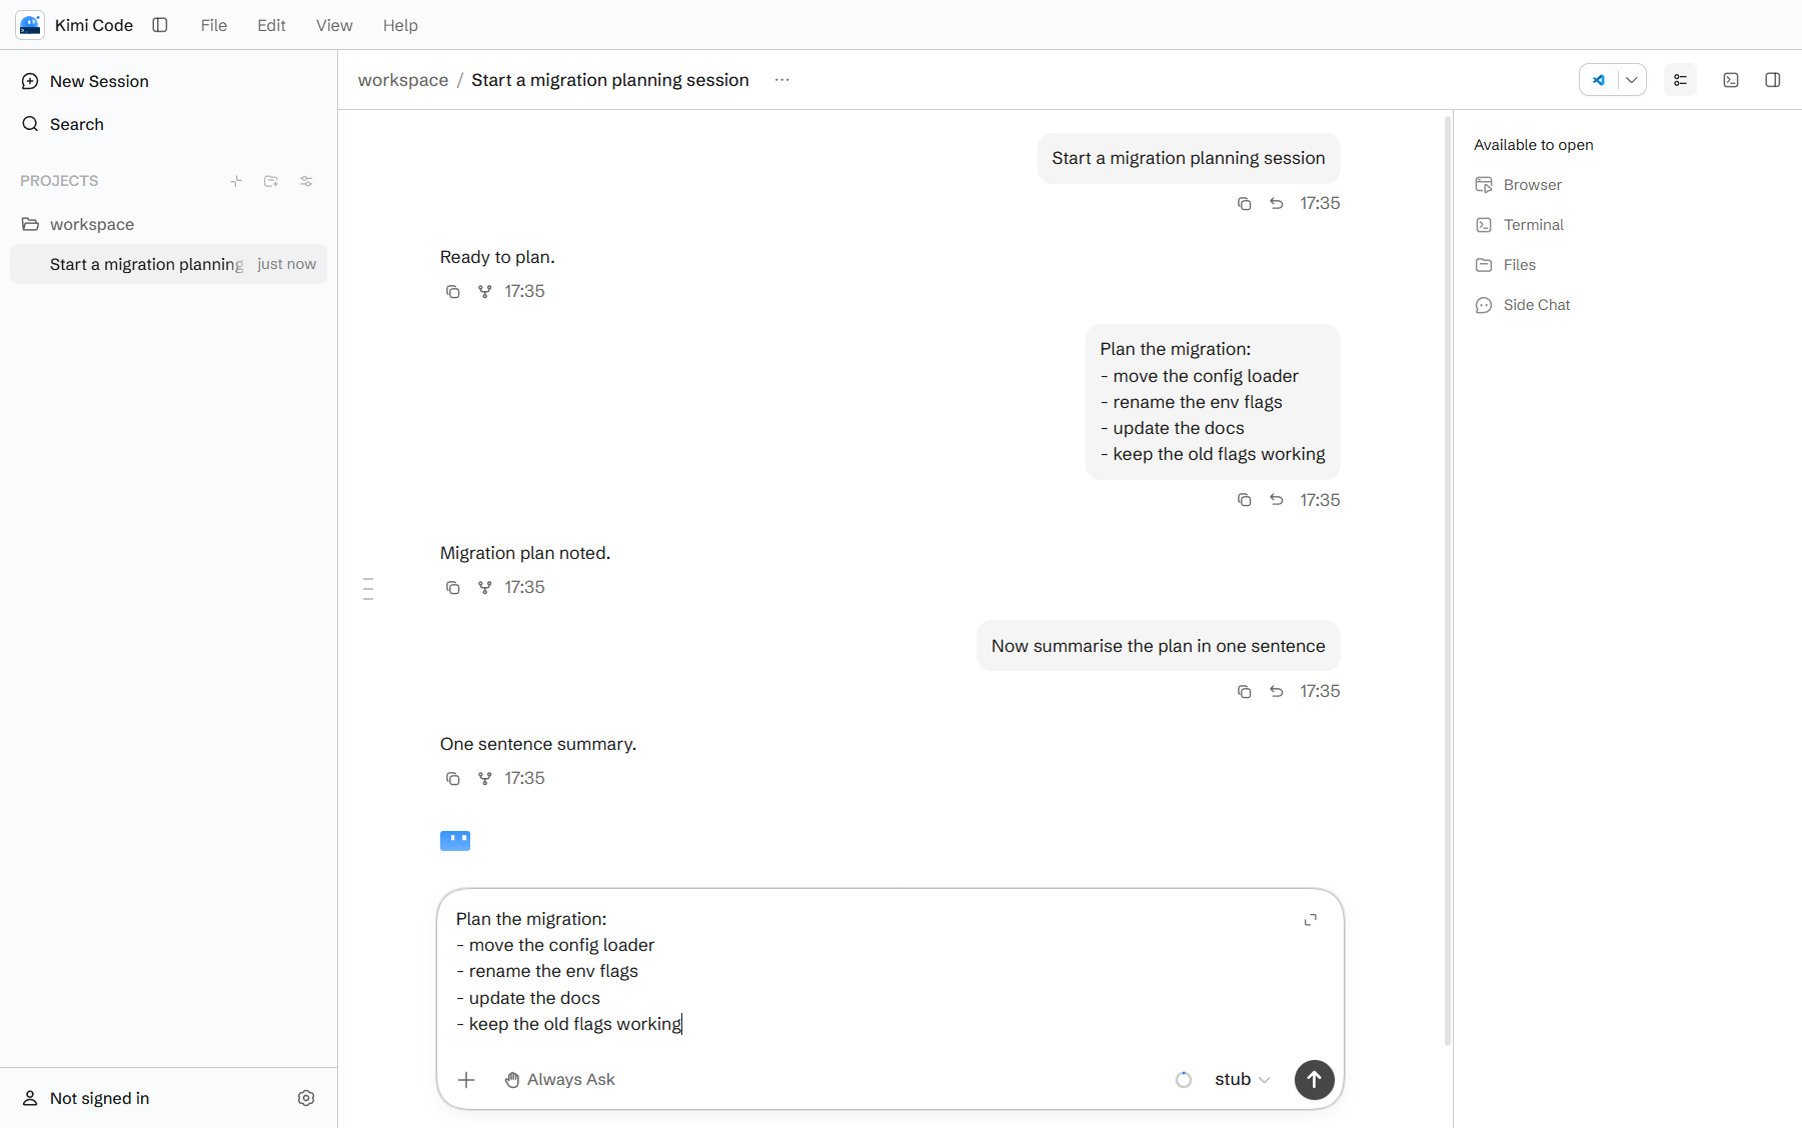 Kimi Code File Edit View Help
New Session
Search
PROJECTS
workspace
Start a migration planning just now
Not signed in
workspace / Start a migration planning session
Start a migration planning session
17:35
Ready to plan.
17:35
Plan the migration:
- move the config loader
- rename the env flags
- update the docs
- keep the old flags working
17:35
Migration plan noted.
17:35
Now summarise the plan in one sentence
17:35
One sentence summary.
17:35
Plan the migration:
- move the config loader
- rename the env flags
- update the docs
- keep the old flags working
Always Ask stub
Available to open
Browser
Terminal
Files
Side Chat